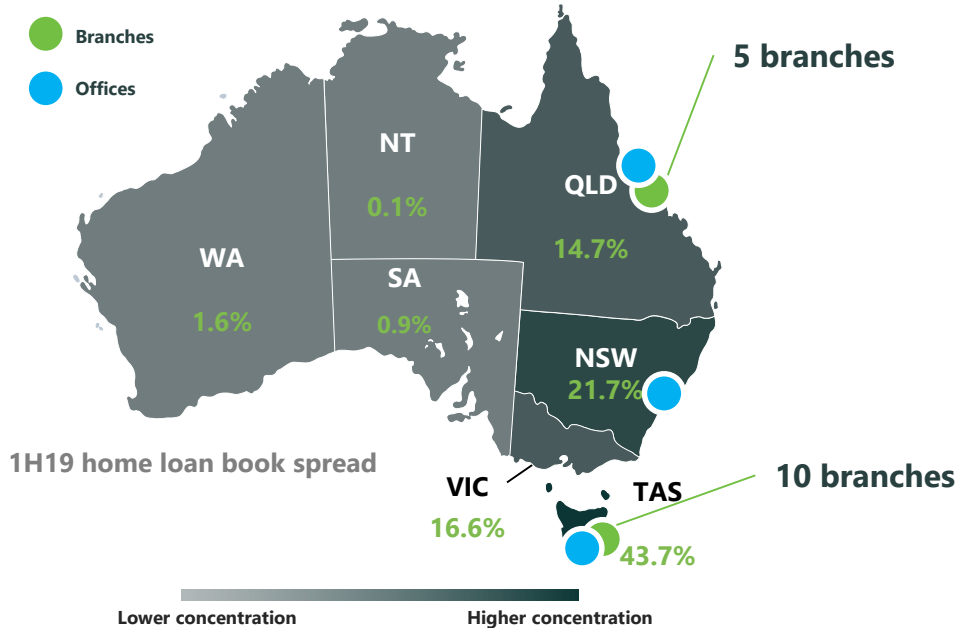 Branches
Offices
5 branches
NT
0.1%
QLD
14.7%
WA
1.6%
SA
0.9%
NSW
21.7%
1H19 home loan book spread
VIC
16.6%
TAS
43.7%
10 branches
Lower concentration
Higher concentration